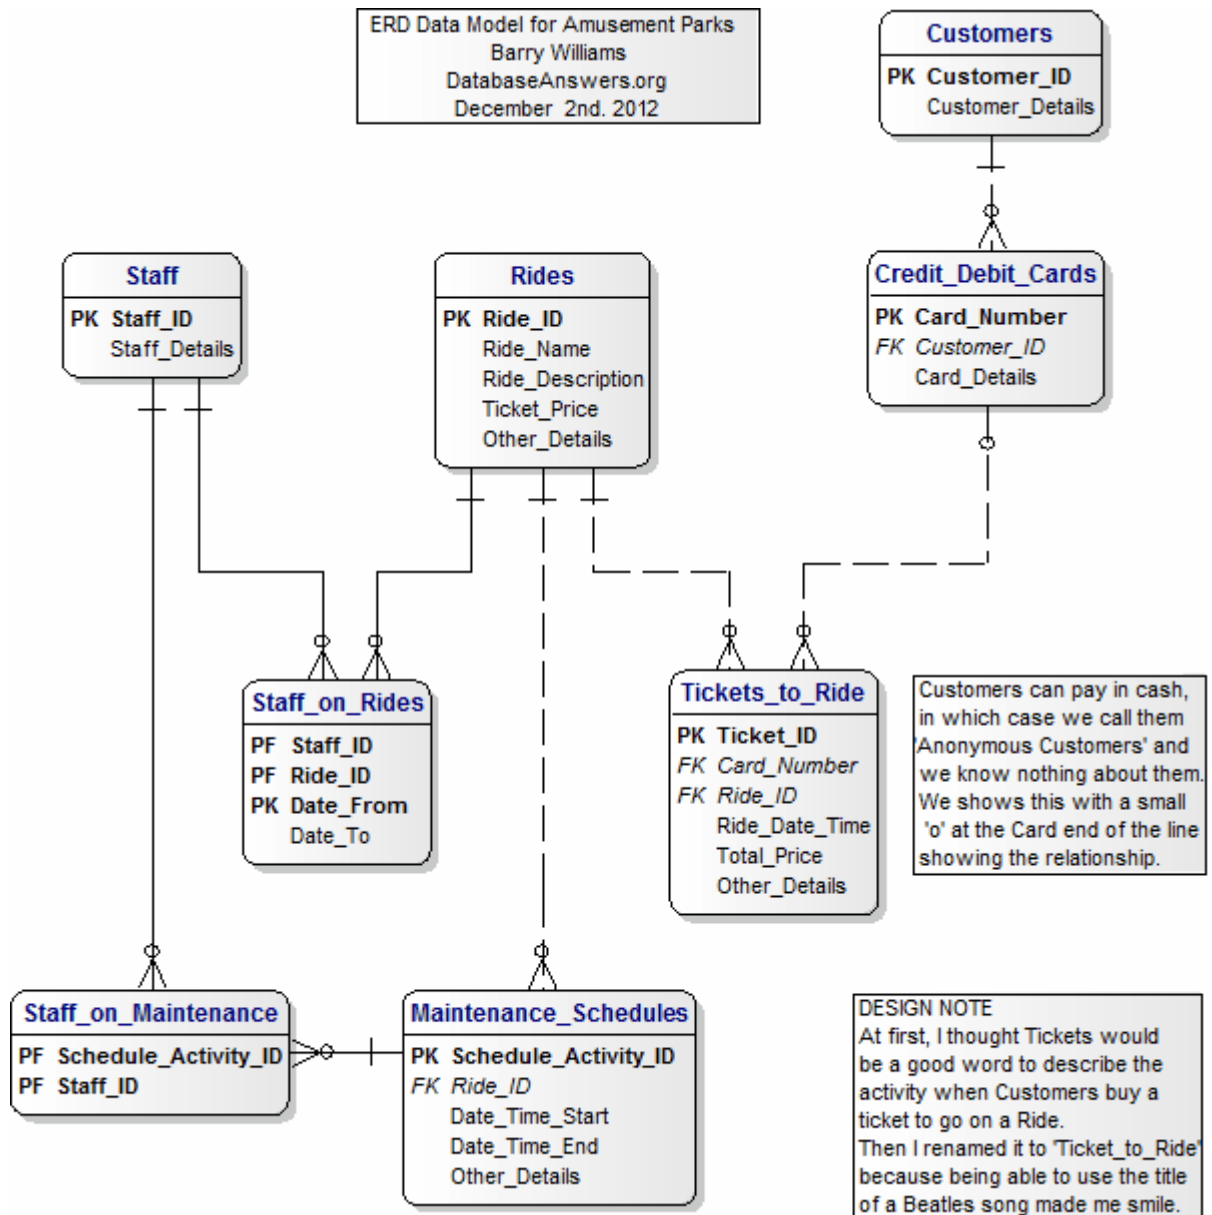 ERD Data Model for Amusement Parks
Barry Williams
DatabaseAnswers.org
December 2nd. 2012
Customers
PK Customer_ID
Customer_Details
Staff
PK Staff_ID
Staff_Details
Rides
PK Ride_ID
Ride_Name
Ride_Description
Ticket_Price
Other_Details
Credit_Debit_Cards
PK Card_Number
FK Customer_ID
Card_Details
Staff_on_Rides
PF Staff_ID
PF Ride_ID
PK Date_From
Date_To
Tickets_to_Ride
PK Ticket_ID
FK Card_Number
FK Ride_ID
Ride_Date_Time
Total_Price
Other_Details
Customers can pay in cash,
in which case we call them
'Anonymous Customers' and
we know nothing about them.
We shows this with a small
'o' at the Card end of the line
showing the relationship.
Staff_on_Maintenance
PF Schedule_Activity_ID
PF Staff_ID
Maintenance_Schedules
PK Schedule_Activity_ID
FK Ride_ID
Date_Time_Start
Date_Time_End
Other_Details
DESIGN NOTE
At first, I thought Tickets would
be a good word to describe the
activity when Customers buy a
ticket to go on a Ride.
Then I renamed it to 'Ticket_to_Ride'
because being able to use the title
of a Beatles song made me smile.